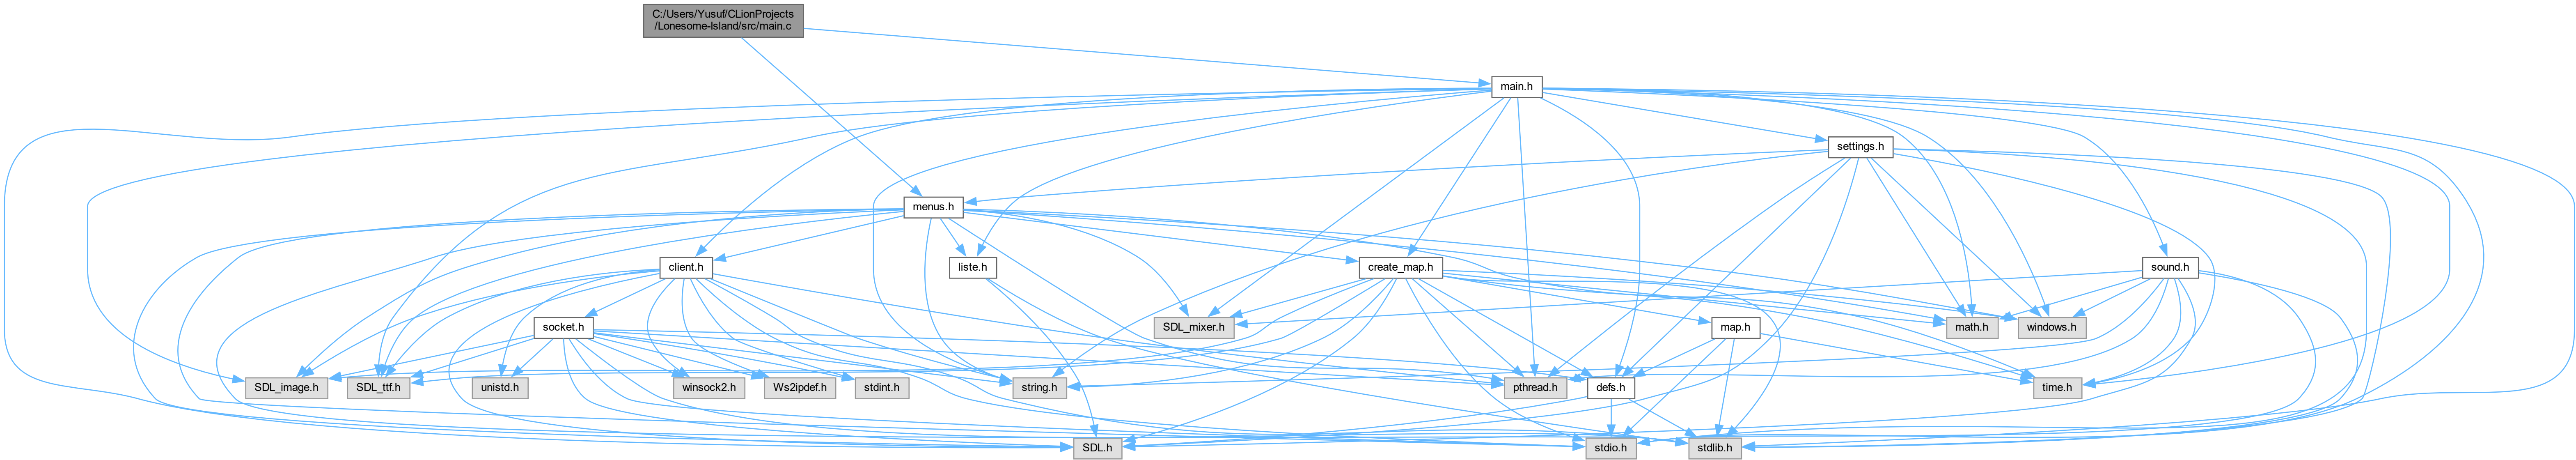 C:/Users/Yusuf/CLionProjects
/Lonesome-Island/src/main.c
main.h
settings.h
menus.h
client.h
liste.h
create_map.h
sound.h
socket.h
SDL_mixer.h
map.h
math.h
windows.h
SDL_image.h
SDL_ttf.h
unistd.h
winsock2.h
Ws2ipdef.h
stdint.h
string.h
pthread.h
defs.h
time.h
SDL.h
stdio.h
stdlib.h